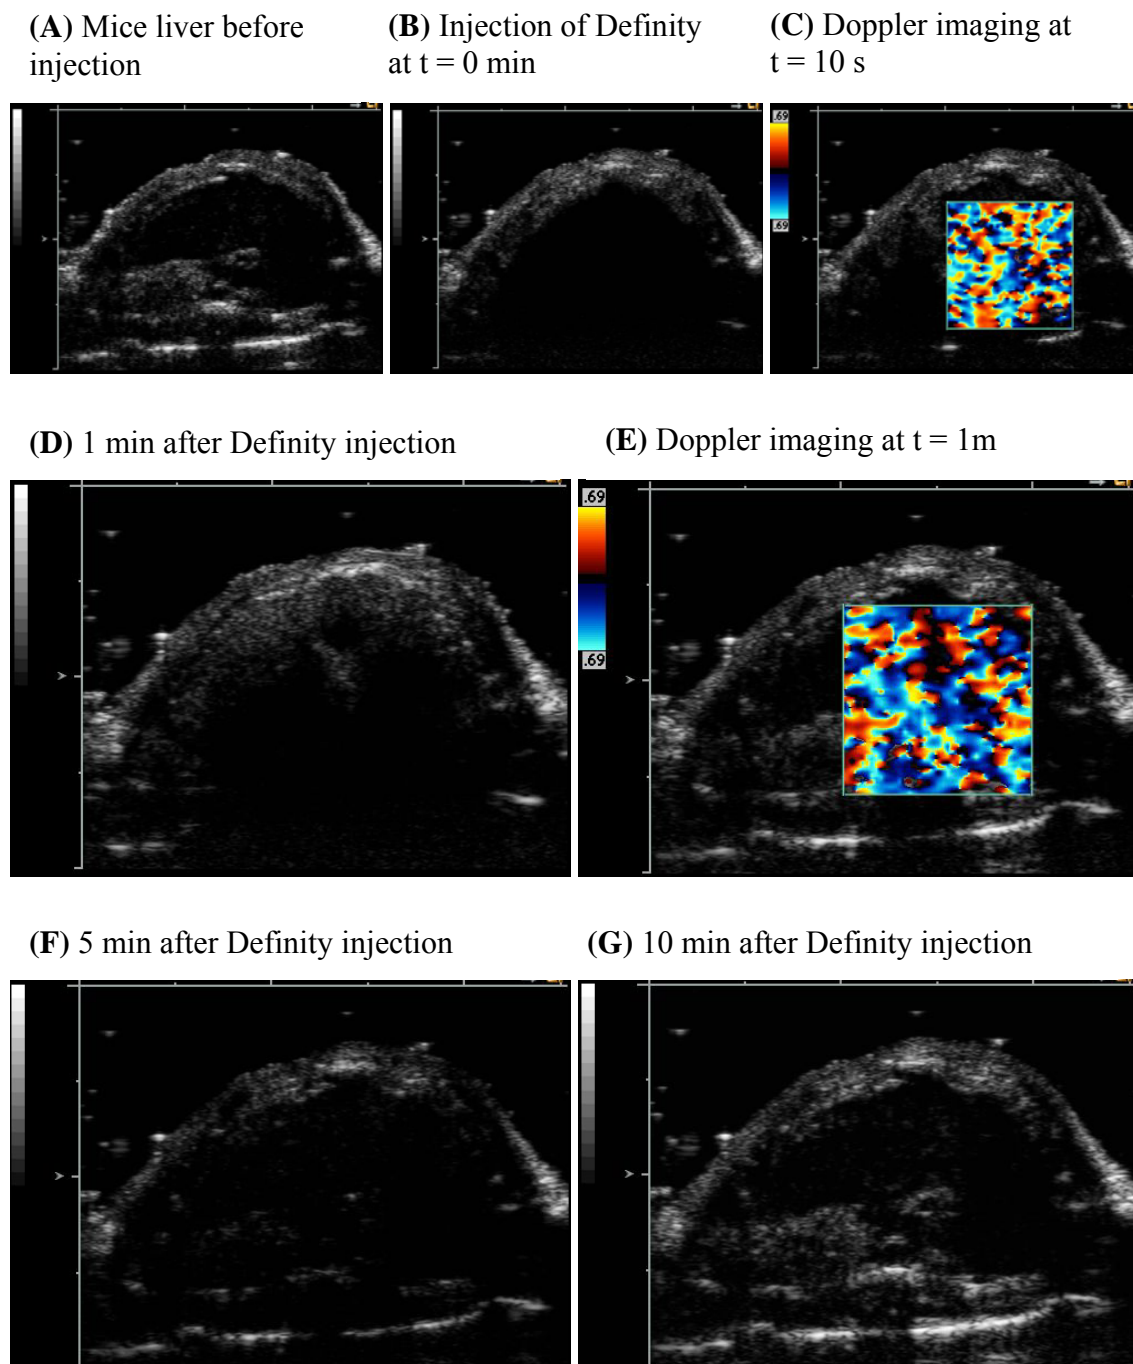 (A) Mice liver before
injection
(B) Injection of Definity
at t = 0 min
(C) Doppler imaging at
t = 10 s
.69
.69
(D) 1 min after Definity injection
(E) Doppler imaging at t = 1m
.69
.69
(F) 5 min after Definity injection
(G) 10 min after Definity injection